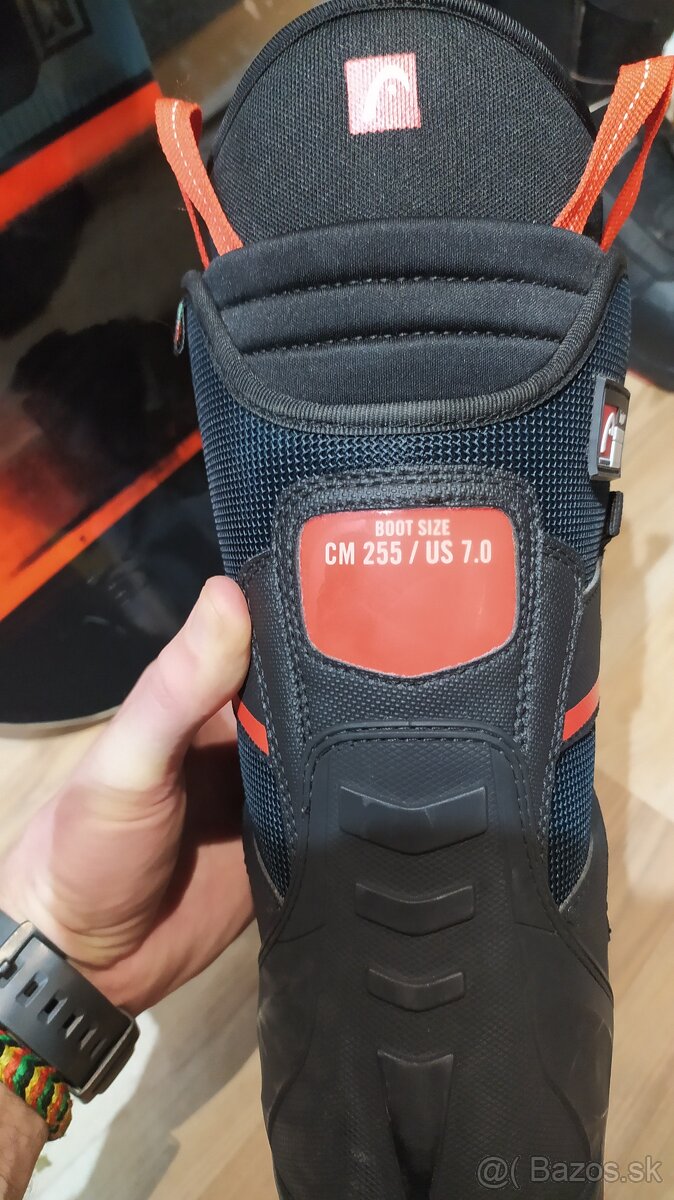 BOOT SIZE
CM 255 / US 7.0
@( Bazos.sk